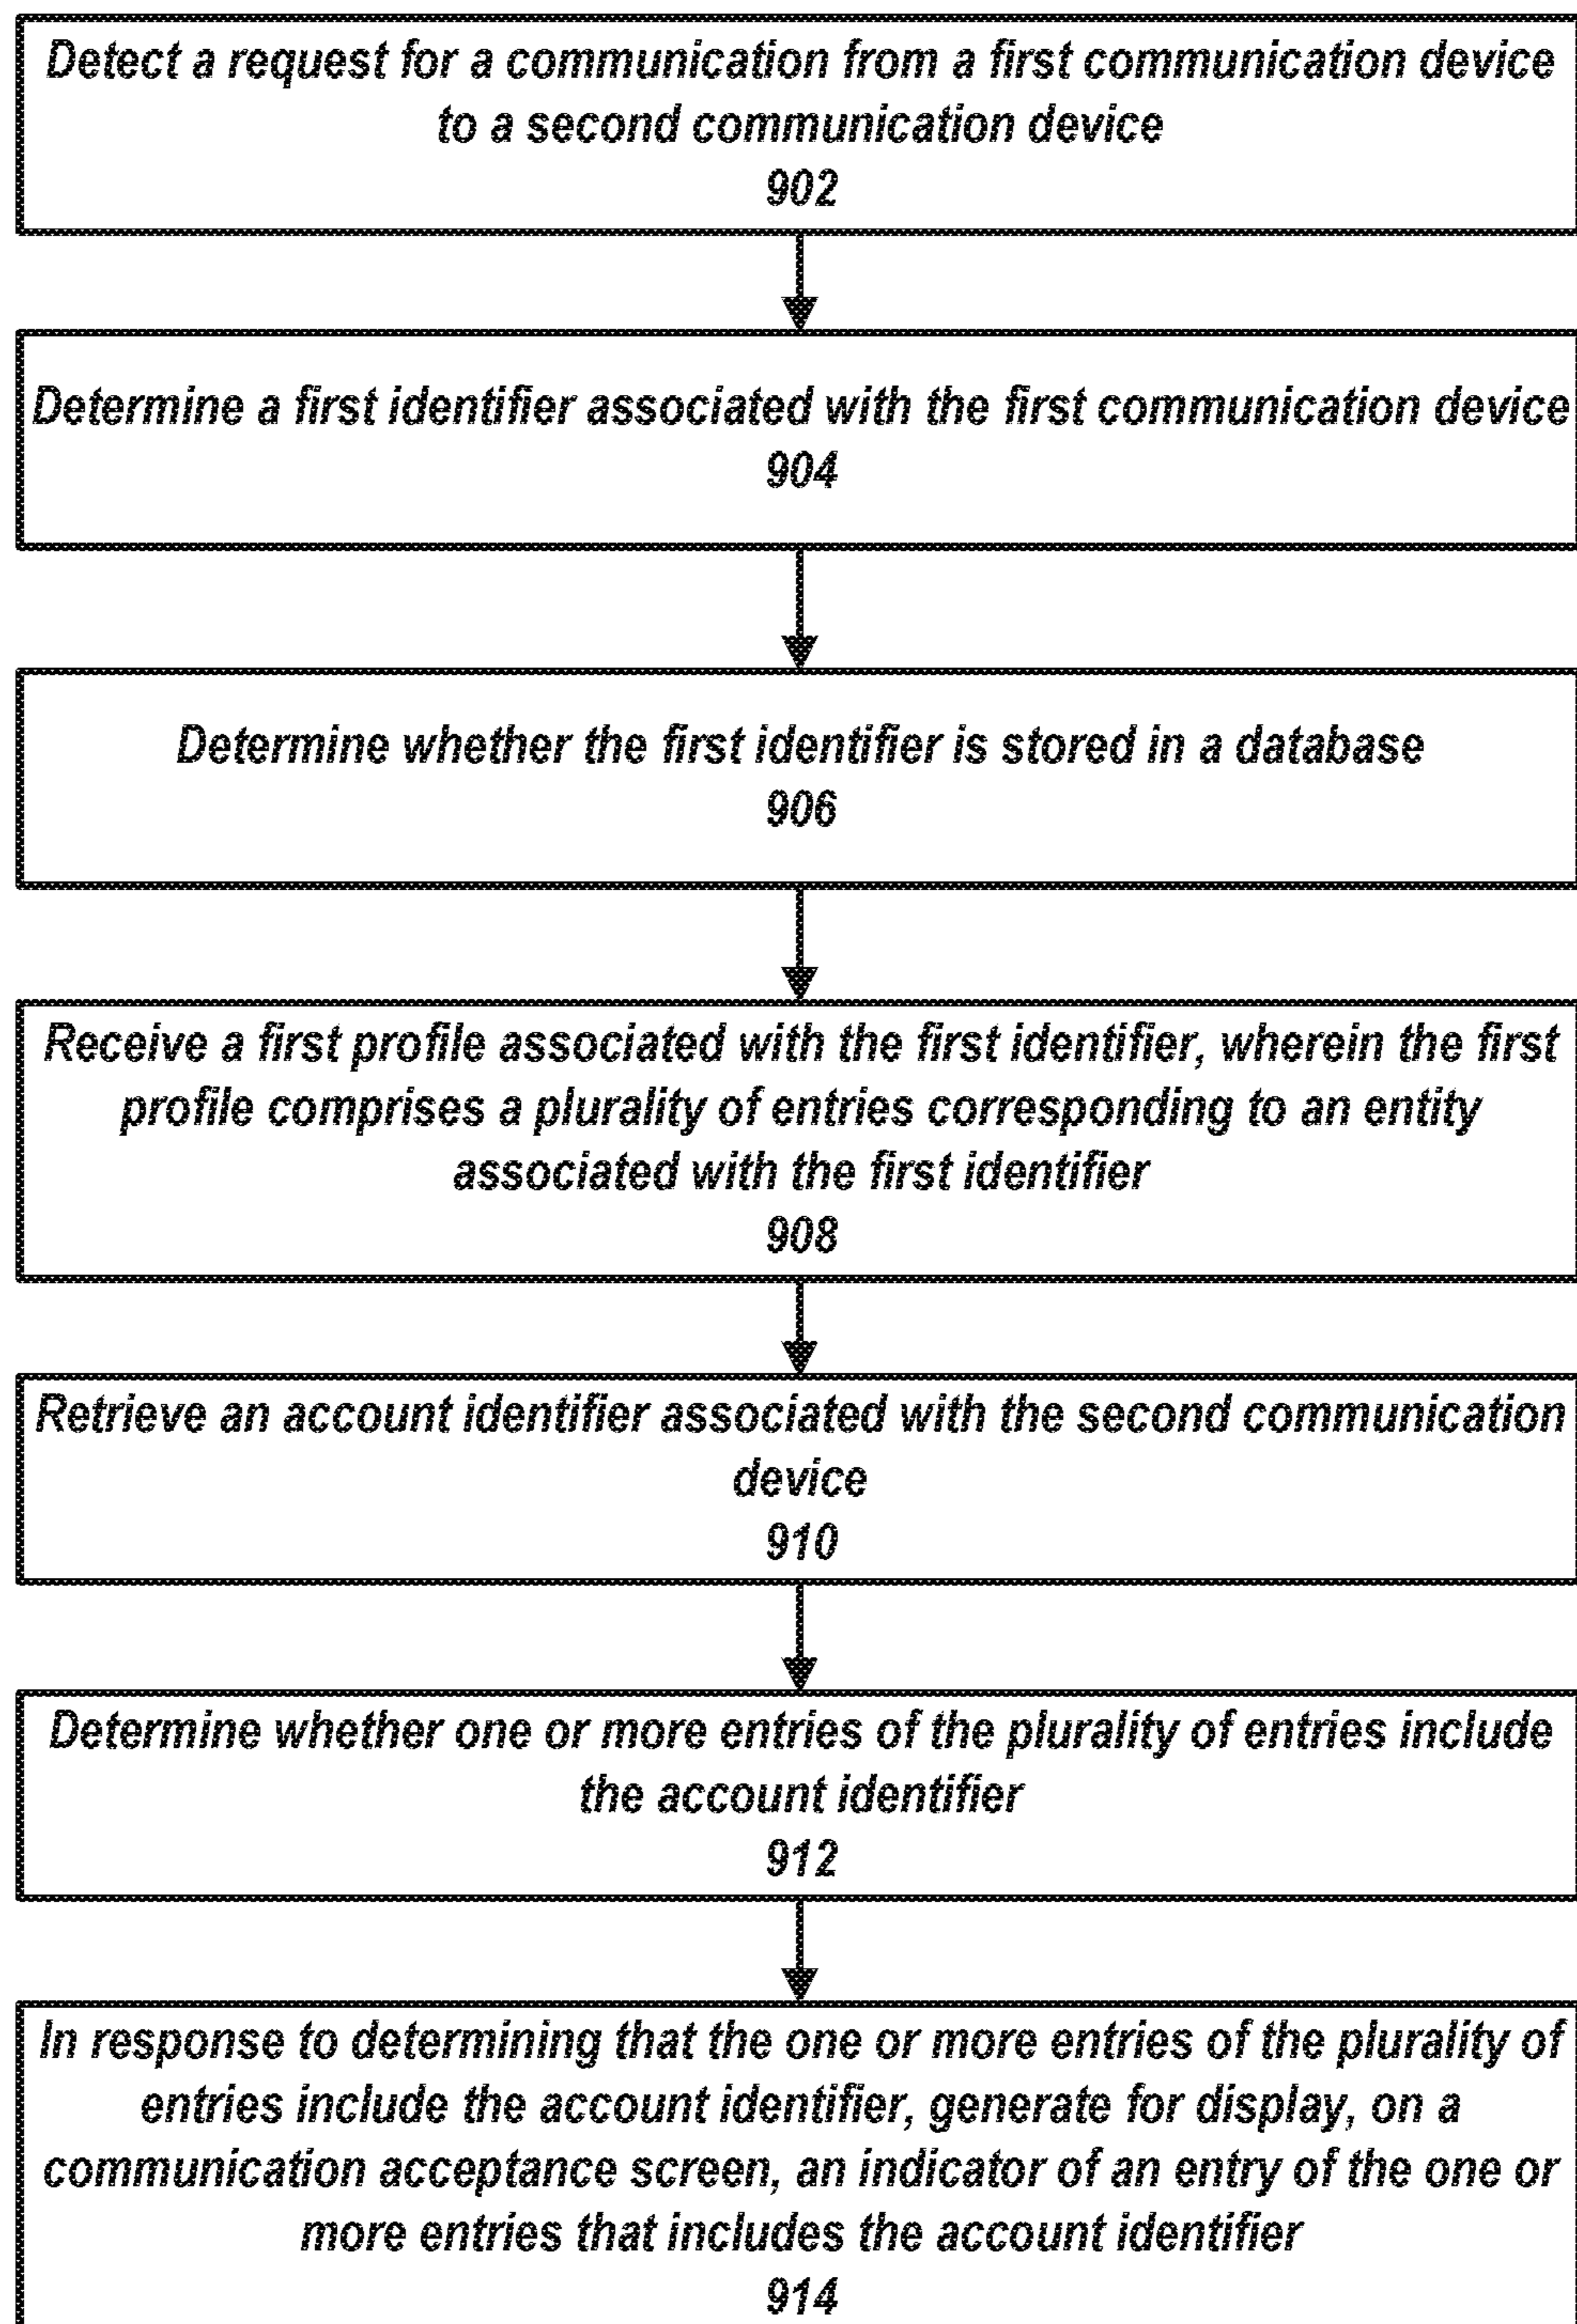 Detect a request for a communication from a first communication device
to a second communication device
902
Determine a first identifier associated with the first communication device
904
Determine whether the first identifier is stored in a database
906
Receive a first profile associated with the first identifier, wherein the first
profile comprises a plurality of entries corresponding to an entity
associated with the first identifier
908
Retrieve an account identifier associated with the second communication
device
910
Determine whether one or more entries of the plurality of entries include
the account identifier
912
In response to determining that the one or more entries of the plurality of
entries include the account identifier, generate for display, on a
communication acceptance screen, an indicator of an entry of the one or
more entries that includes the account identifier
914